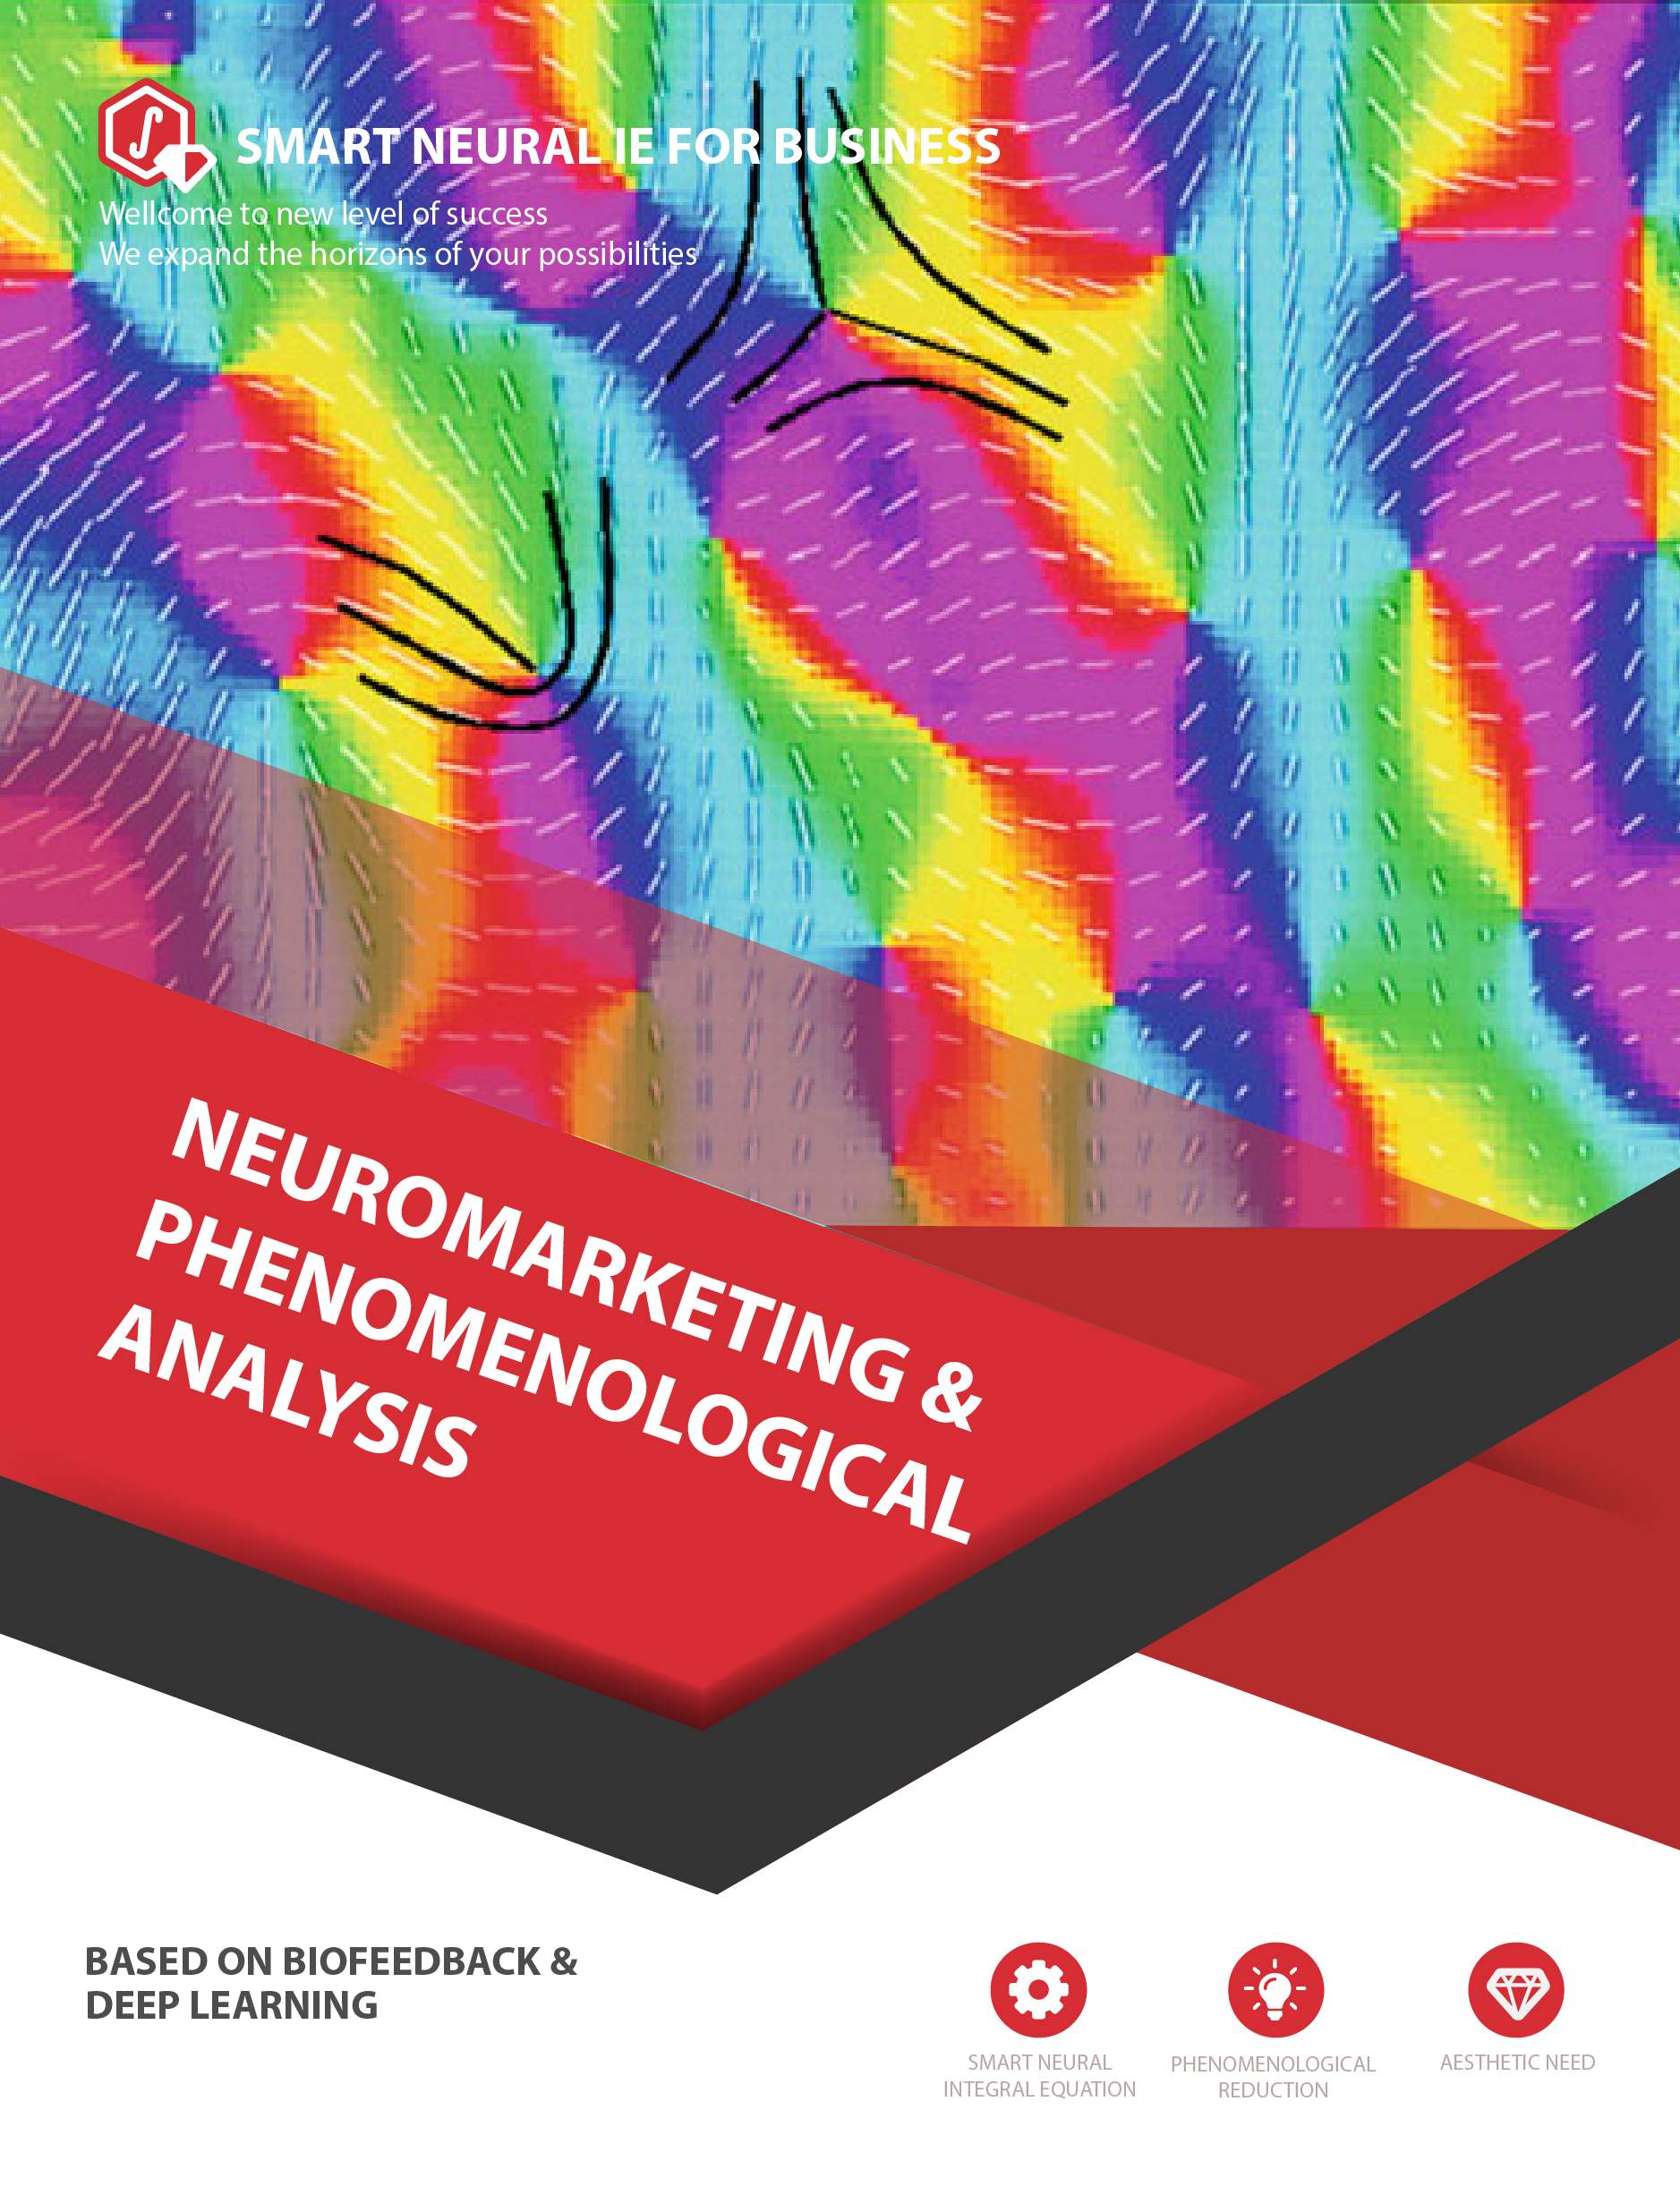 SMART NEURAL IE FOR BUSINESS
Wellcome to new level of success
We expand the horizons of your possibilities
NEUROMARKETING &
PHENOMENOLOGICAL
ANALYSIS
BASED ON BIOFEEDBACK &
DEEP LEARNING
SMART NEURAL
INTEGRAL EQUATION
PHENOMENOLOGICAL
REDUCTION
AESTHETIC NEED